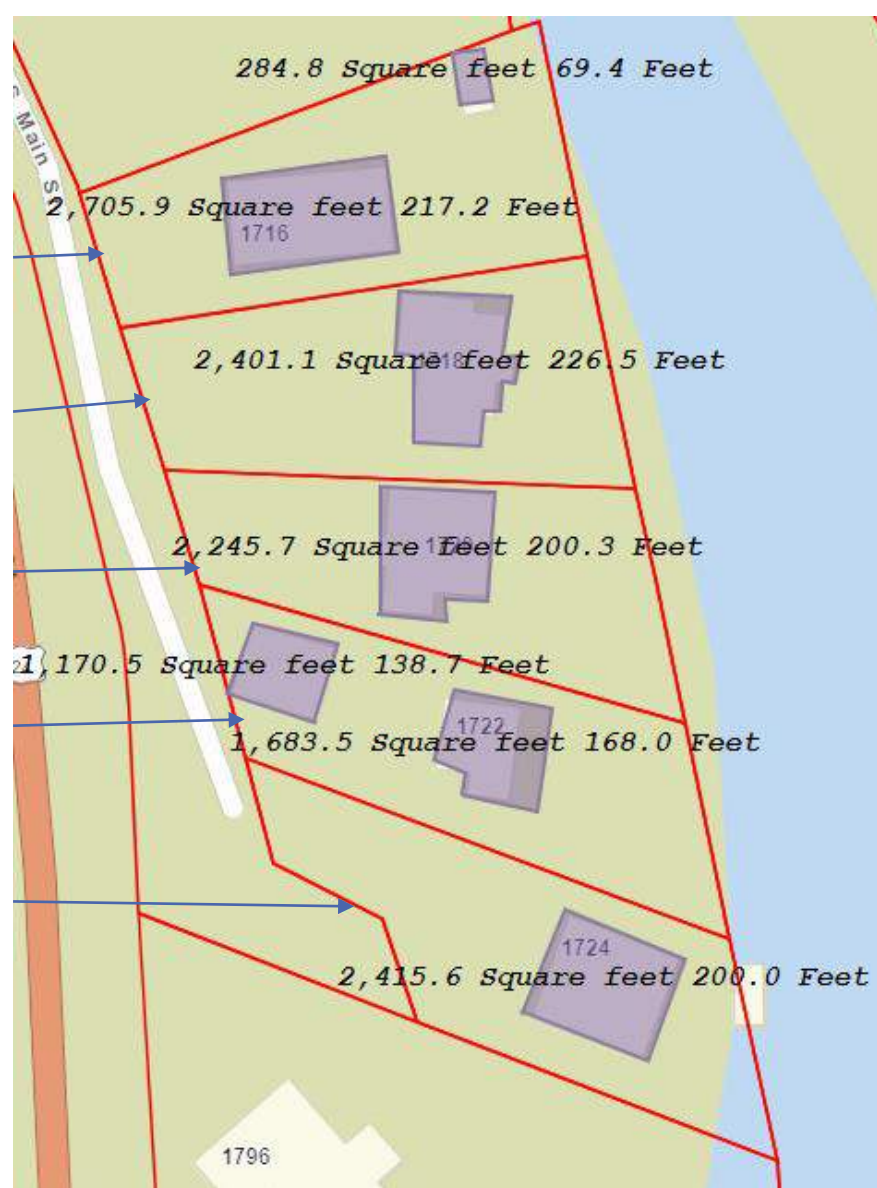 284.8 Square feet 69.4 Feet
S Main St
2,705.9 Square feet 217.2 Feet
1716
2,401.1 Square feet 226.5 Feet
1718
2,245.7 Square feet 200.3 Feet
1,170.5 Square feet 138.7 Feet
1722
1,683.5 Square feet 168.0 Feet
1724
2,415.6 Square feet 200.0 Feet
1796